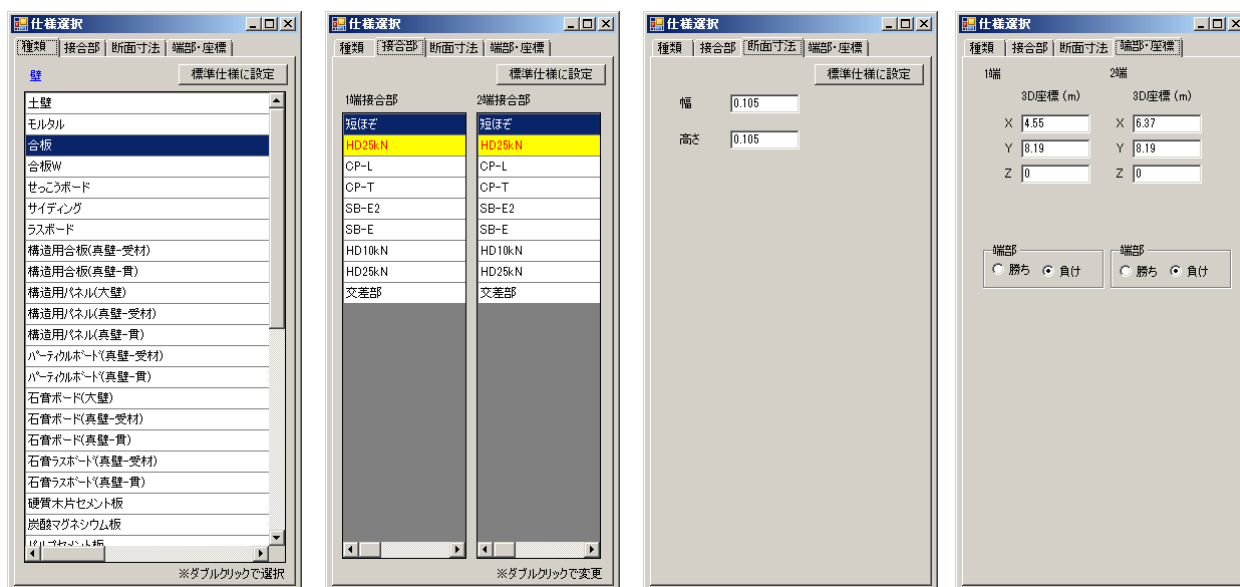 仕様選択
種類 接合部 断面寸法 端部・座標
壁 標準仕様に設定
土壁
モルタル
合板
合板W
せっこうボード
サイディング
ラスボード
構造用合板(真壁-受材)
構造用合板(真壁-貫)
構造用パネル(大壁)
構造用パネル(真壁-受材)
構造用パネル(真壁-貫)
パーティクルボード(真壁-受材)
パーティクルボード(真壁-貫)
石膏ボード(大壁)
石膏ボード(真壁-受材)
石膏ボード(真壁-貫)
石膏ラスボード(真壁-受材)
石膏ラスボード(真壁-貫)
硬質木片セメント板
炭酸マグネシウム板
パルプセメント板
※ダブルクリックで選択
仕様選択
種類 接合部 断面寸法 端部・座標
標準仕様に設定
1端接合部 2端接合部
短ほぞ 短ほぞ
HD25kN HD25kN
CP-L CP-L
CP-T CP-T
SB-E2 SB-E2
SB-E SB-E
HD10kN HD10kN
HD25kN HD25kN
交差部 交差部
※ダブルクリックで変更
仕様選択
種類 接合部 断面寸法 端部・座標
標準仕様に設定
幅 0.105
高さ 0.105
仕様選択
種類 接合部 断面寸法 端部・座標
1端 2端
3D座標 (m) 3D座標 (m)
X 4.55 X 6.37
Y 8.19 Y 8.19
Z 0 Z 0
端部 端部
勝ち 負け 勝ち 負け